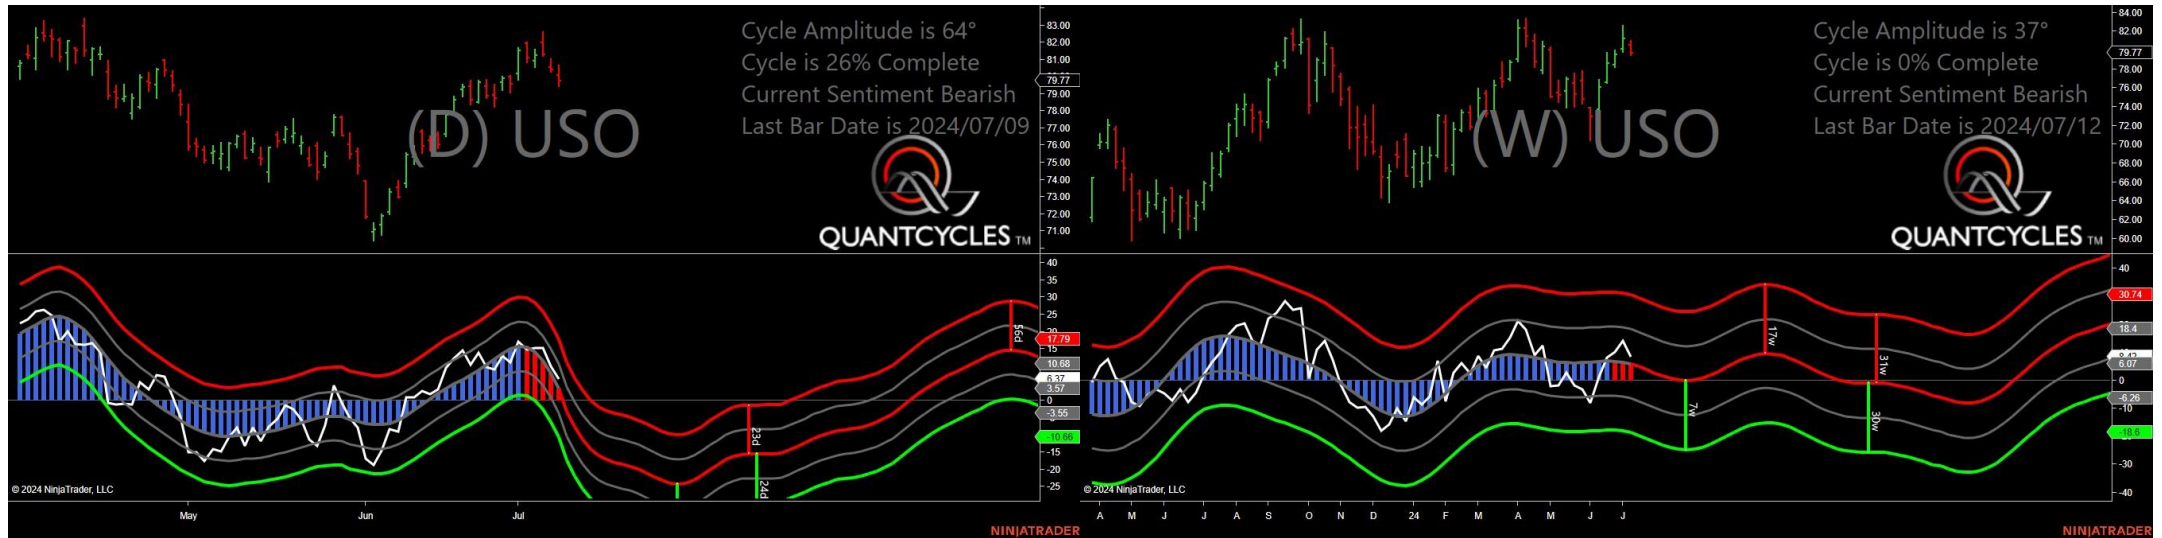 Cycle Amplitude is 64°
Cycle is 26% Complete
Current Sentiment Bearish
Last Bar Date is 2024/07/09
(D) USO
QUANTCYCLES TM
83.00
82.00
81.00
79.77
79.00
78.00
77.00
76.00
75.00
74.00
73.00
72.00
71.00
40
35
30
25
20
17.79
15
10.68
6.37
3.57
0
-3.55
-10.66
-15
-20
-25
56d
23d
24d
© 2024 NinjaTrader, LLC
May Jun Jul
NINJATRADER
Cycle Amplitude is 37°
Cycle is 0% Complete
Current Sentiment Bearish
Last Bar Date is 2024/07/12
(W) USO
QUANTCYCLES TM
84.00
82.00
79.77
78.00
76.00
74.00
72.00
70.00
68.00
66.00
64.00
62.00
60.00
40
30.74
18.4
8.42
6.07
0
-6.26
-10
-18.6
-30
-40
17w
31w
7w
30w
© 2024 NinjaTrader, LLC
A M J J A S O N D 24 F M A M J J
NINJATRADER